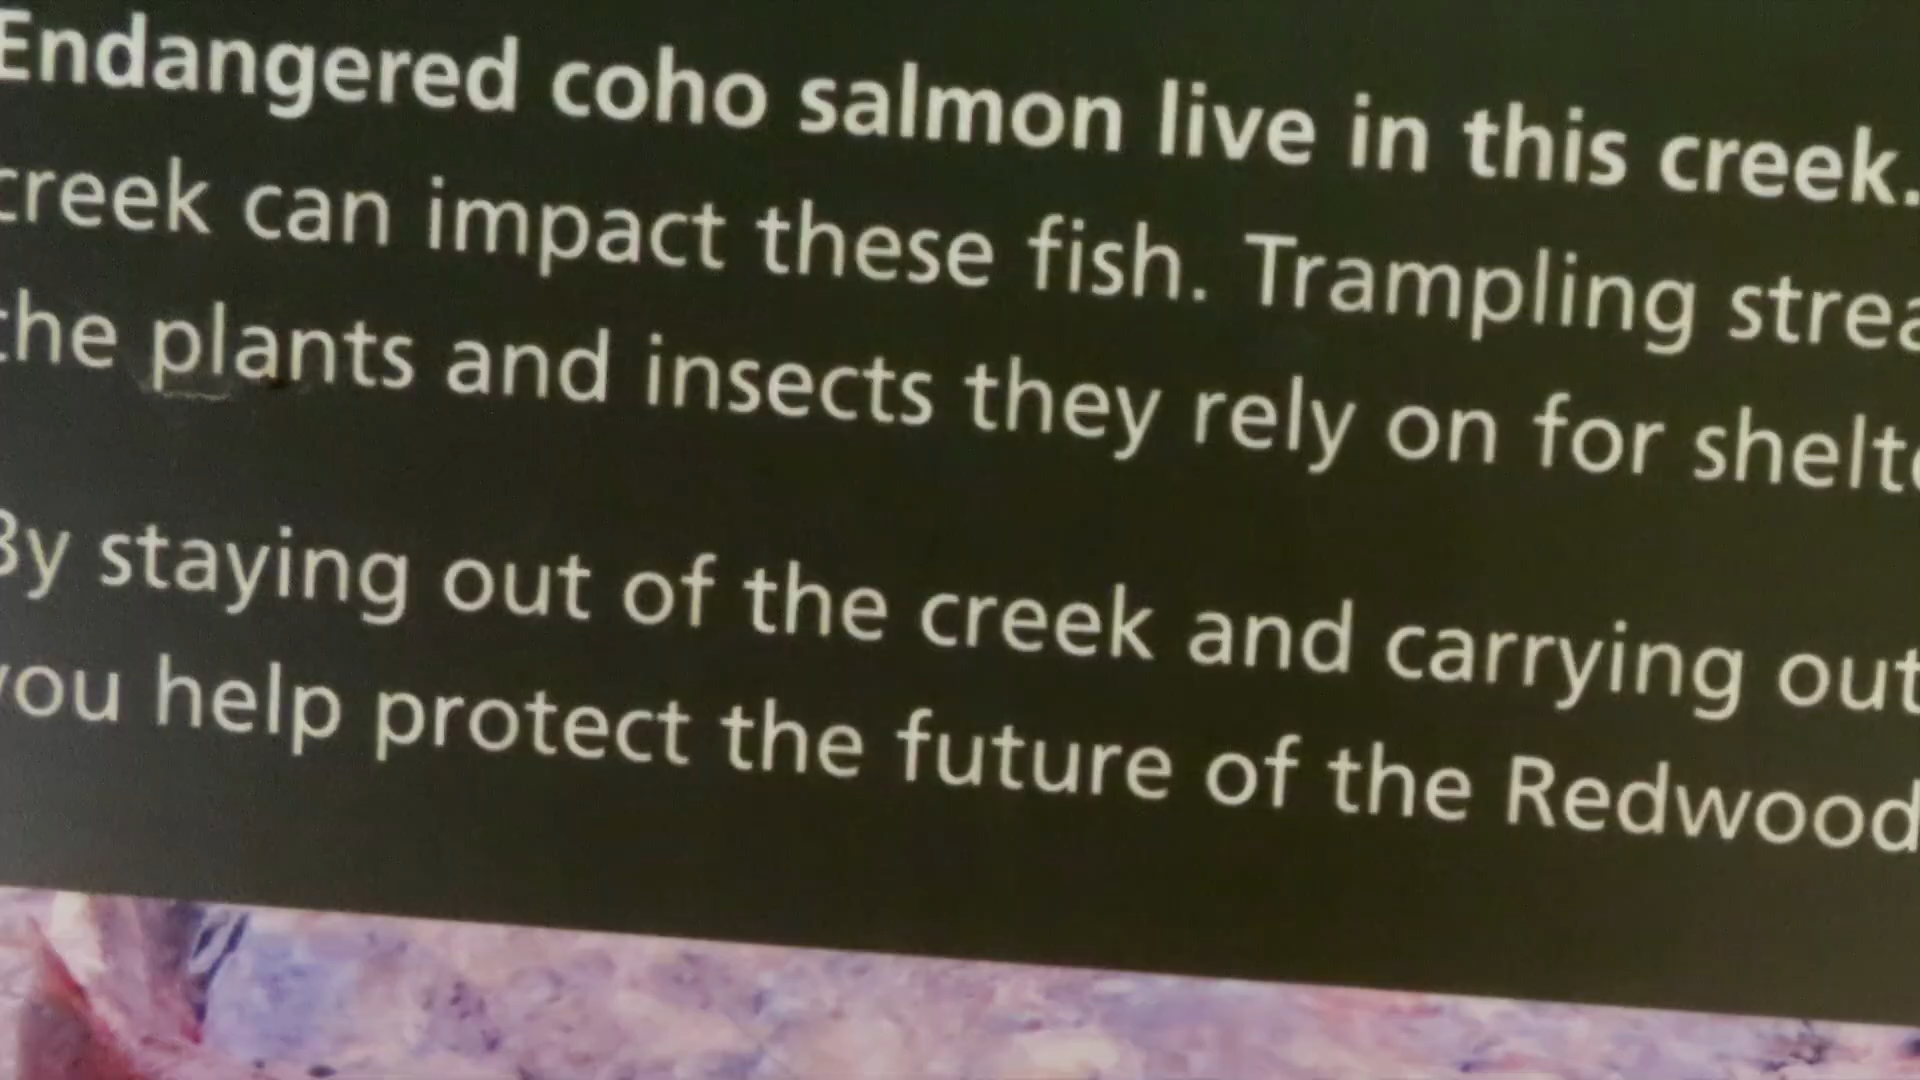 Endangered coho salmon live in this creek.
creek can impact these fish. Trampling strea
the plants and insects they rely on for shelte
By staying out of the creek and carrying out
you help protect the future of the Redwood